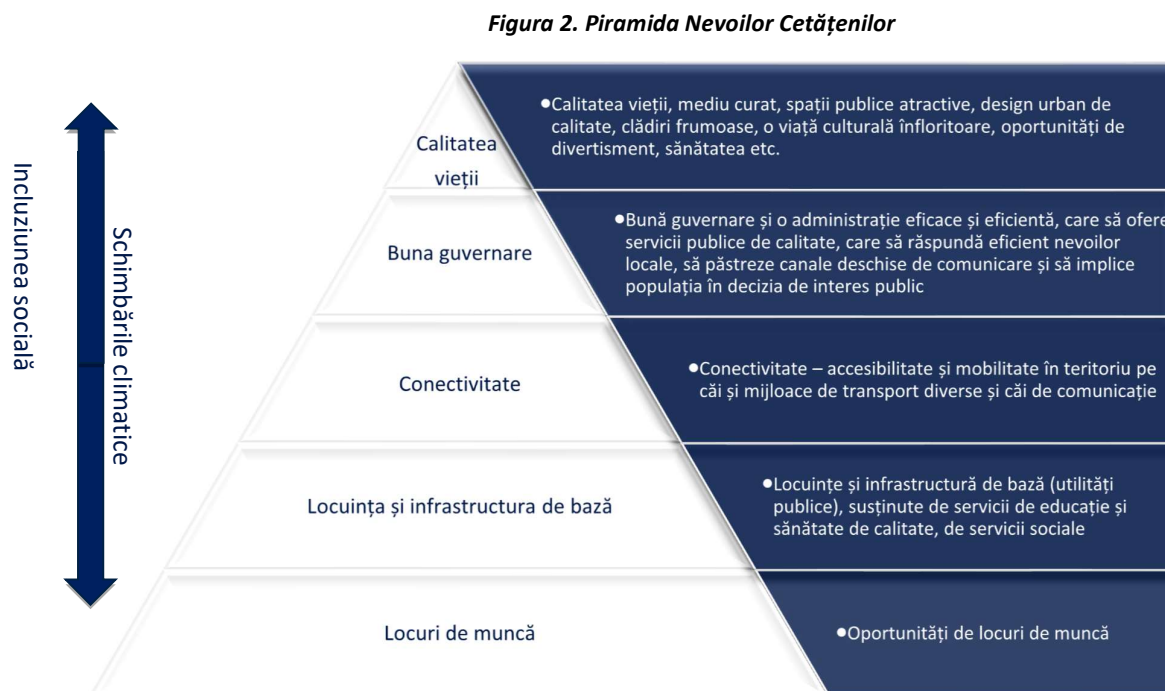 Figura 2. Piramida Nevoilor Cetățenilor
Incluziunea socială
Schimbările climatice
Calitatea
vieții
•Calitatea vieții, mediu curat, spații publice atractive, design urban de
calitate, clădiri frumoase, o viață culturală înfloritoare, oportunități de
divertisment, sănătatea etc.
Buna guvernare
•Bună guvernare și o administrație eficace și eficientă, care să ofere
servicii publice de calitate, care să răspundă eficient nevoilor
locale, să păstreze canale deschise de comunicare și să implice
populația în decizia de interes public
Conectivitate
•Conectivitate – accesibilitate și mobilitate în teritoriu pe
căi și mijloace de transport diverse și căi de comunicație
Locuința și infrastructura de bază
•Locuințe și infrastructură de bază (utilități
publice), susținute de servicii de educație și
sănătate de calitate, de servicii sociale
Locuri de muncă
•Oportunități de locuri de muncă